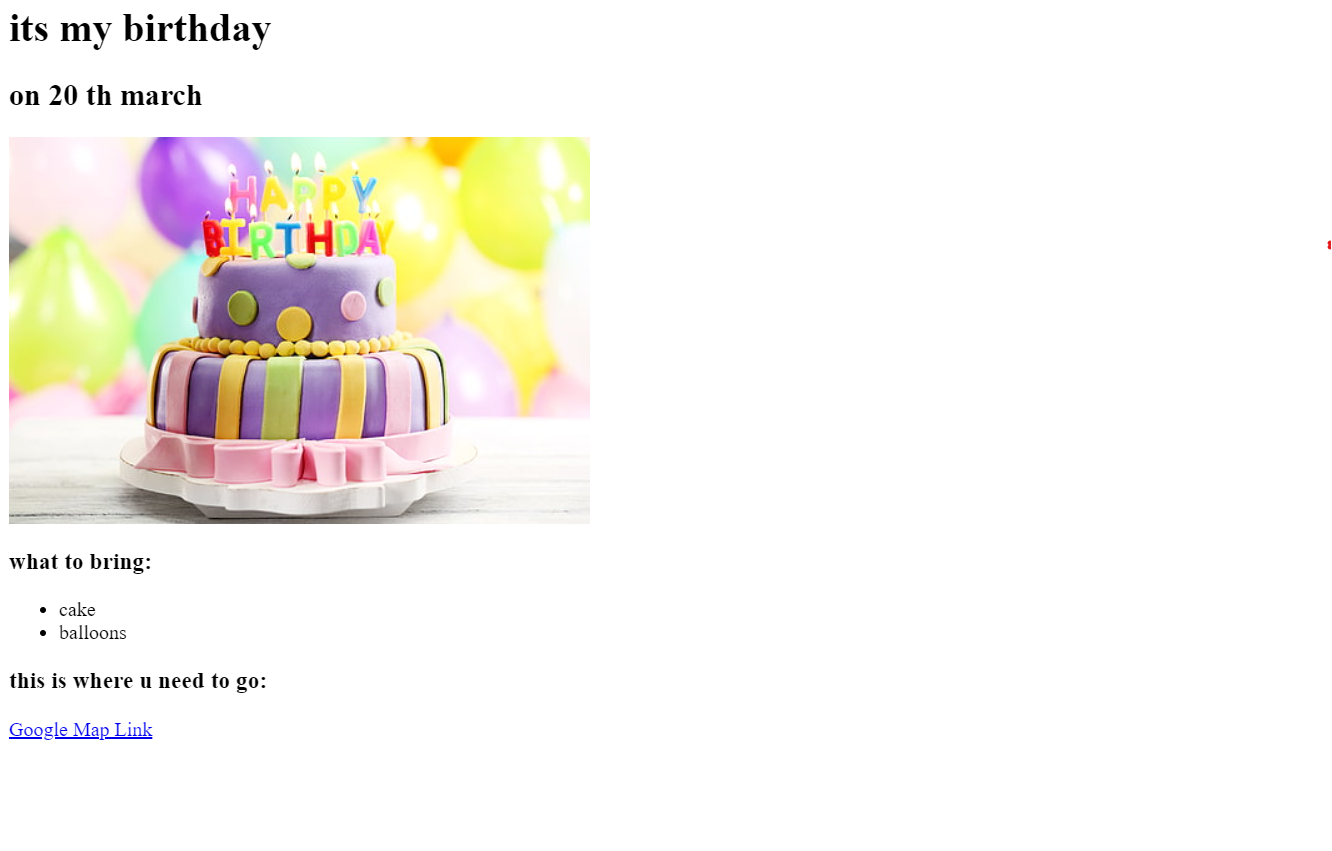 its my birthday
on 20 th march
HAPPY
BIRTHDAY
what to bring:
cake
balloons
this is where u need to go:
Google Map Link